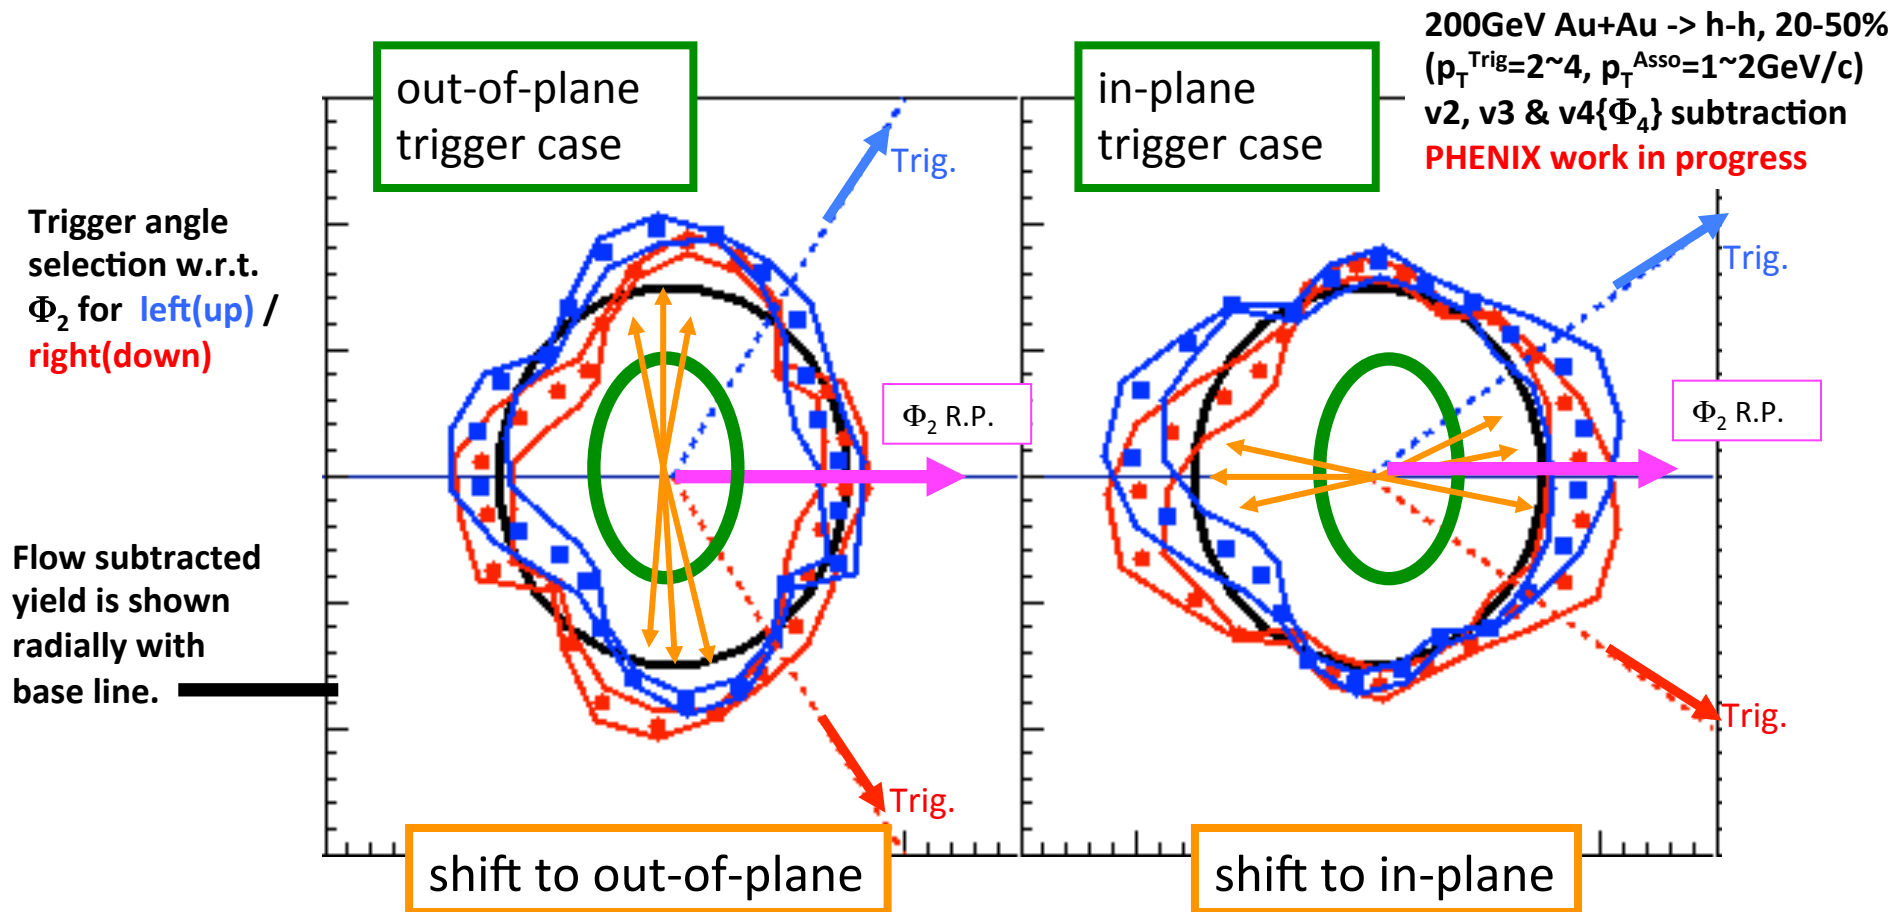 200GeV Au+Au -> h-h, 20-50%
(pTTrig=2~4, pTAsso=1~2GeV/c)
v2, v3 & v4{Φ4} subtraction
PHENIX work in progress
out-of-plane
trigger case
in-plane
trigger case
Trig.
Trig.
Trigger angle
selection w.r.t.
Φ2 for left(up) /
right(down)
Φ2 R.P.
Φ2 R.P.
Flow subtracted
yield is shown
radially with
base line.
Trig.
Trig.
shift to out-of-plane
shift to in-plane